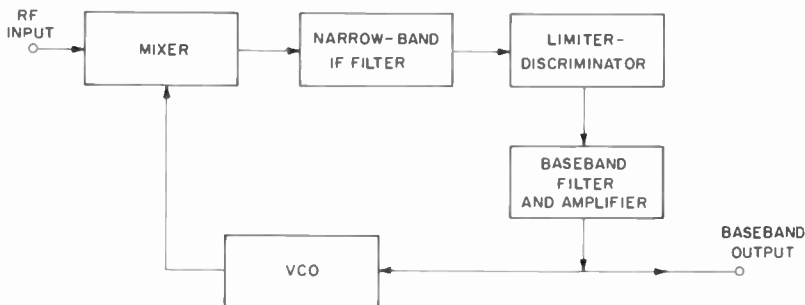 RF
INPUT
MIXER
NARROW-BAND
IF FILTER
LIMITER-
DISCRIMINATOR
BASEBAND
FILTER
AND AMPLIFIER
BASEBAND
OUTPUT
VCO